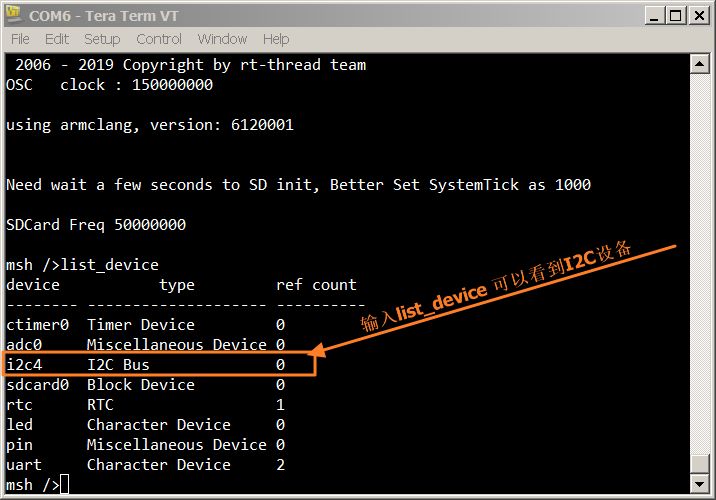 COM6 - Tera Term VT
File Edit Setup Control Window Help
2006 - 2019 Copyright by rt-thread team
OSC   clock : 150000000
using armclang, version: 6120001
Need wait a few seconds to SD init, Better Set SystemTick as 1000
SDCard Freq 50000000
msh />list_device
device           type         ref count
-------- -------------------- ----------
ctimer0  Timer Device         0
adc0     Miscellaneous Device 0
i2c4     I2C Bus              0
sdcard0  Block Device         0
rtc      RTC                  1
led      Character Device     0
pin      Miscellaneous Device 0
uart     Character Device     2
msh />
输入list_device 可以看到I2C设备